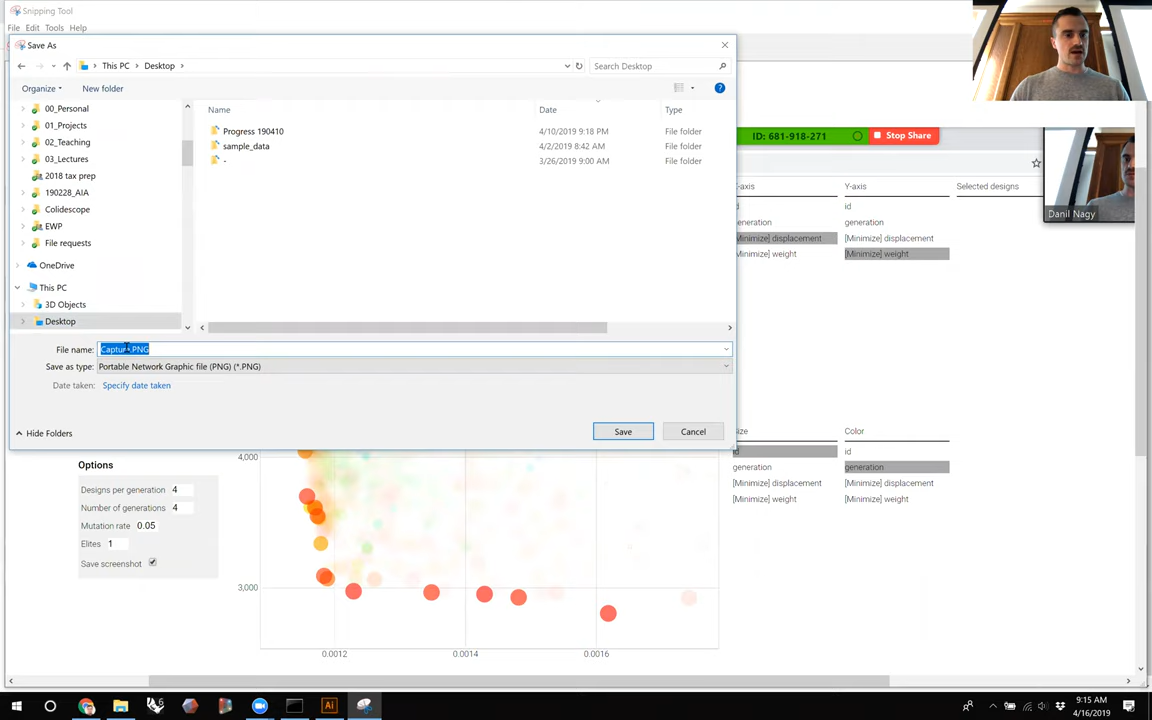 Snipping Tool
File Edit Tools Help
Save As
This PC Desktop
Search Desktop
Organize New folder
00_Personal
01_Projects
02_Teaching
03_Lectures
2018 tax prep
190228_AIA
Colidescope
EWP
File requests
OneDrive
This PC
3D Objects
Desktop
Name Date Type
Progress 190410 4/10/2019 9:18 PM File folder
sample_data 4/2/2019 8:42 AM File folder
- 3/26/2019 9:00 AM File folder
File name: Capture.PNG
Save as type: Portable Network Graphic file (PNG) (*.PNG)
Date taken: Specify date taken
Hide Folders
Save Cancel
ID: 681-918-271 Stop Share
Danil Nagy
X-axis Y-axis Selected designs
id id
generation generation
[Minimize] displacement [Minimize] displacement
[Minimize] weight [Minimize] weight
Size Color
id id
generation generation
[Minimize] displacement [Minimize] displacement
[Minimize] weight [Minimize] weight
Options
Designs per generation 4
Number of generations 4
Mutation rate 0.05
Elites 1
Save screenshot
4,000
3,000
0.0012 0.0014 0.0016
Ai
9:15 AM
4/16/2019